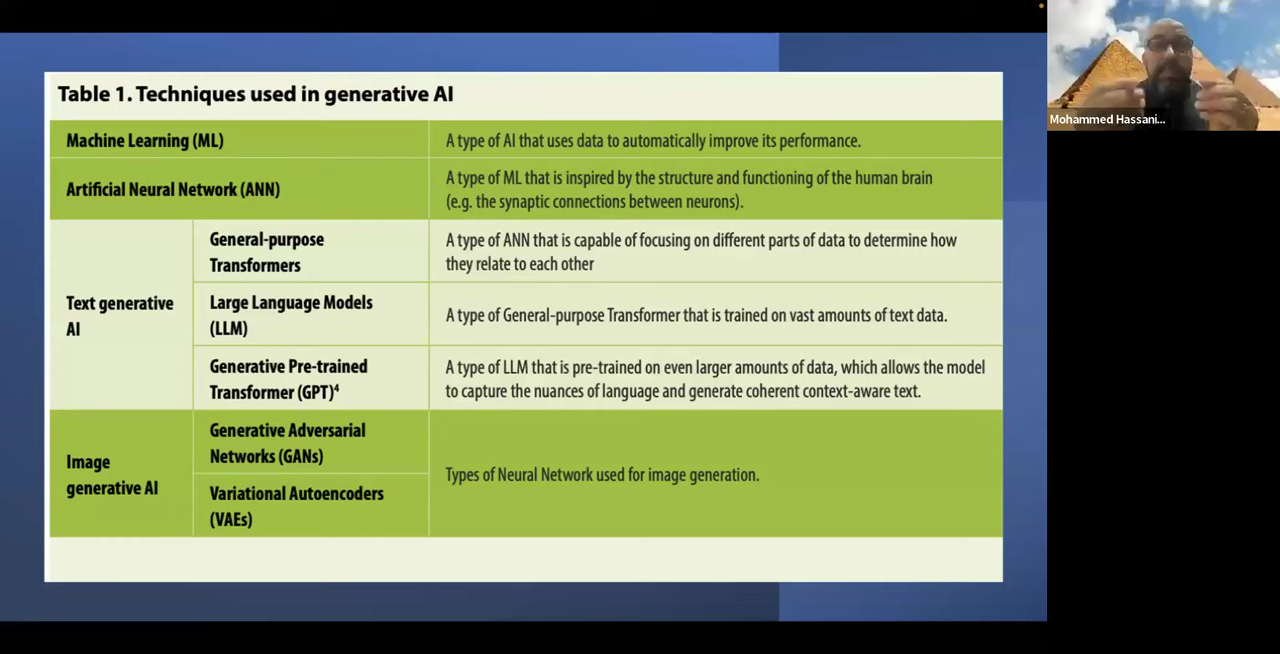 Table 1. Techniques used in generative AI
Machine Learning (ML)
A type of AI that uses data to automatically improve its performance.
Artificial Neural Network (ANN)
A type of ML that is inspired by the structure and functioning of the human brain
(e.g. the synaptic connections between neurons).
Text generative
AI
General-purpose
Transformers
A type of ANN that is capable of focusing on different parts of data to determine how
they relate to each other
Large Language Models
(LLM)
A type of General-purpose Transformer that is trained on vast amounts of text data.
Generative Pre-trained
Transformer (GPT)⁴
A type of LLM that is pre-trained on even larger amounts of data, which allows the model
to capture the nuances of language and generate coherent context-aware text.
Image
generative AI
Generative Adversarial
Networks (GANs)
Variational Autoencoders
(VAEs)
Types of Neural Network used for image generation.
Mohammed Hassani...